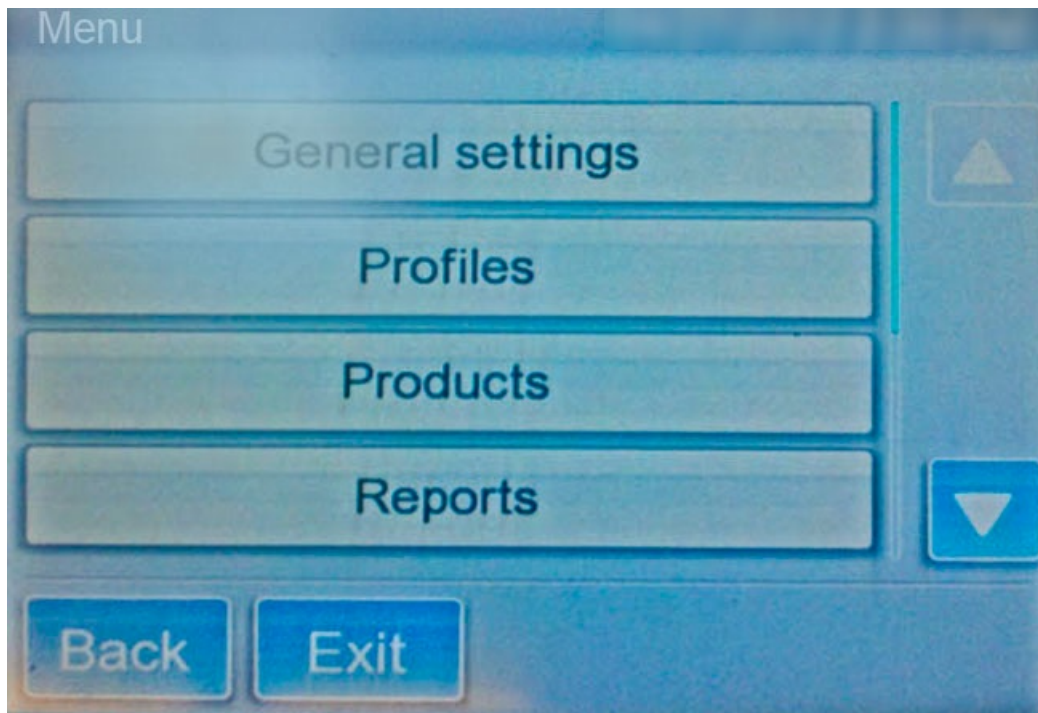 Menu
General settings
Profiles
Products
Reports
Back Exit